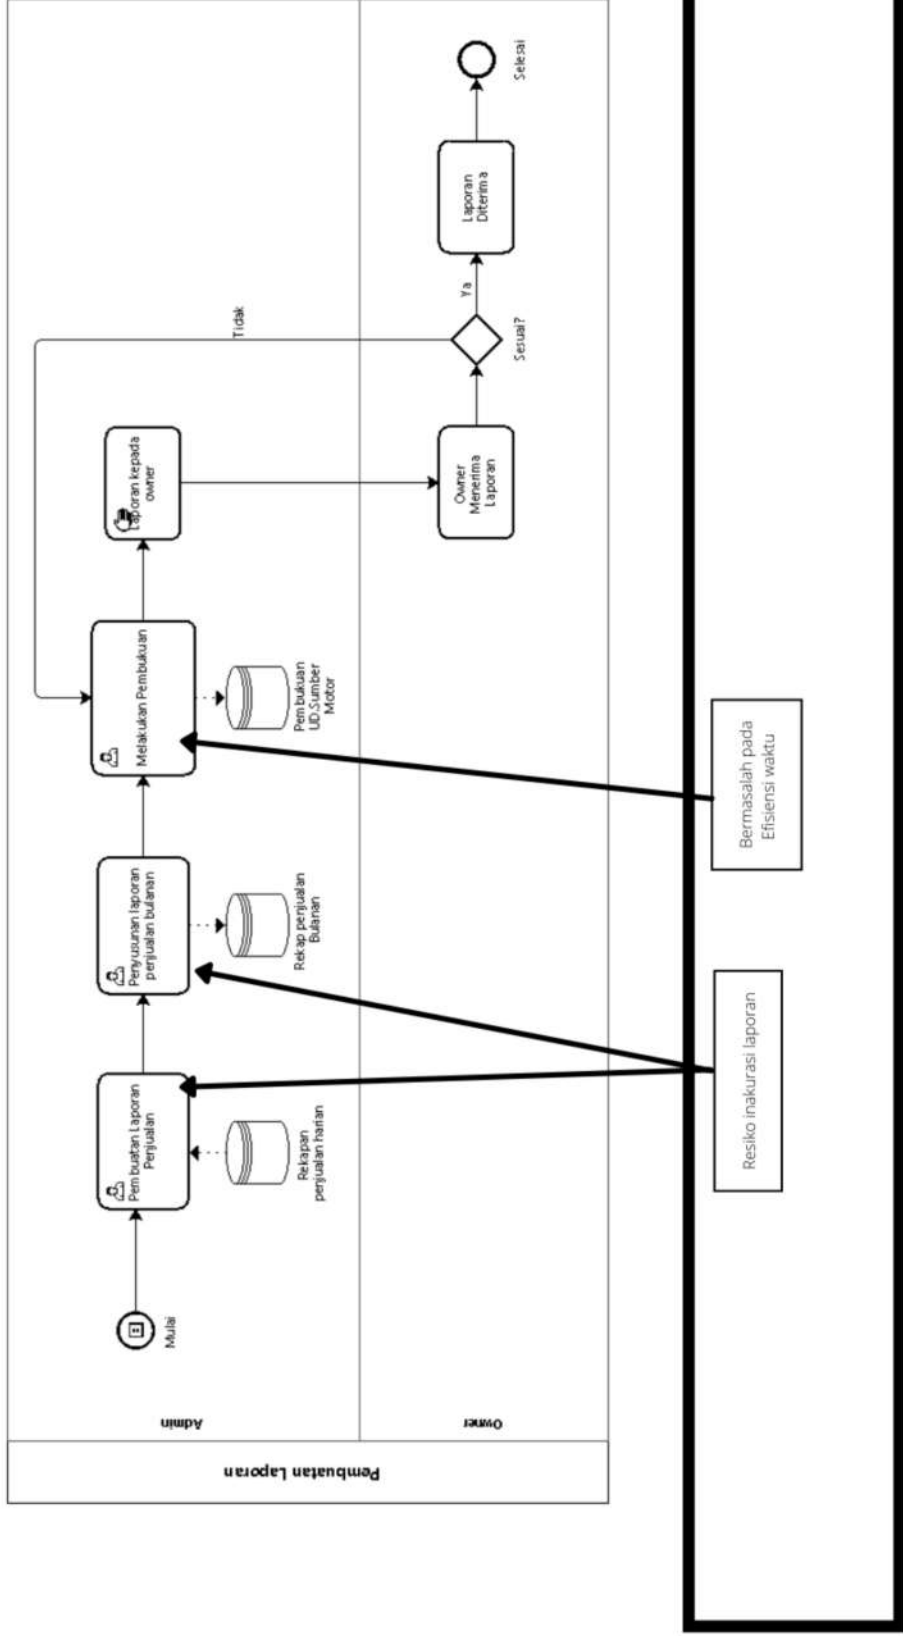 Pembuatan Laporan
Admin
Owner
Mulai
Pembuatan Laporan
Penjualan
Rekapan
penjualan harian
Penyusunan laporan
penjualan bulanan
Rekap penjualan
Bulanan
Melakukan Pembukuan
Pembukuan
UD.Sumber
Motor
Laporan kepada
owner
Owner
Menerima
Laporan
Sesuai?
Tidak
Ya
Laporan
Diterima
Selesai
Resiko inakurasi laporan
Bermasalah pada
Efisiensi waktu